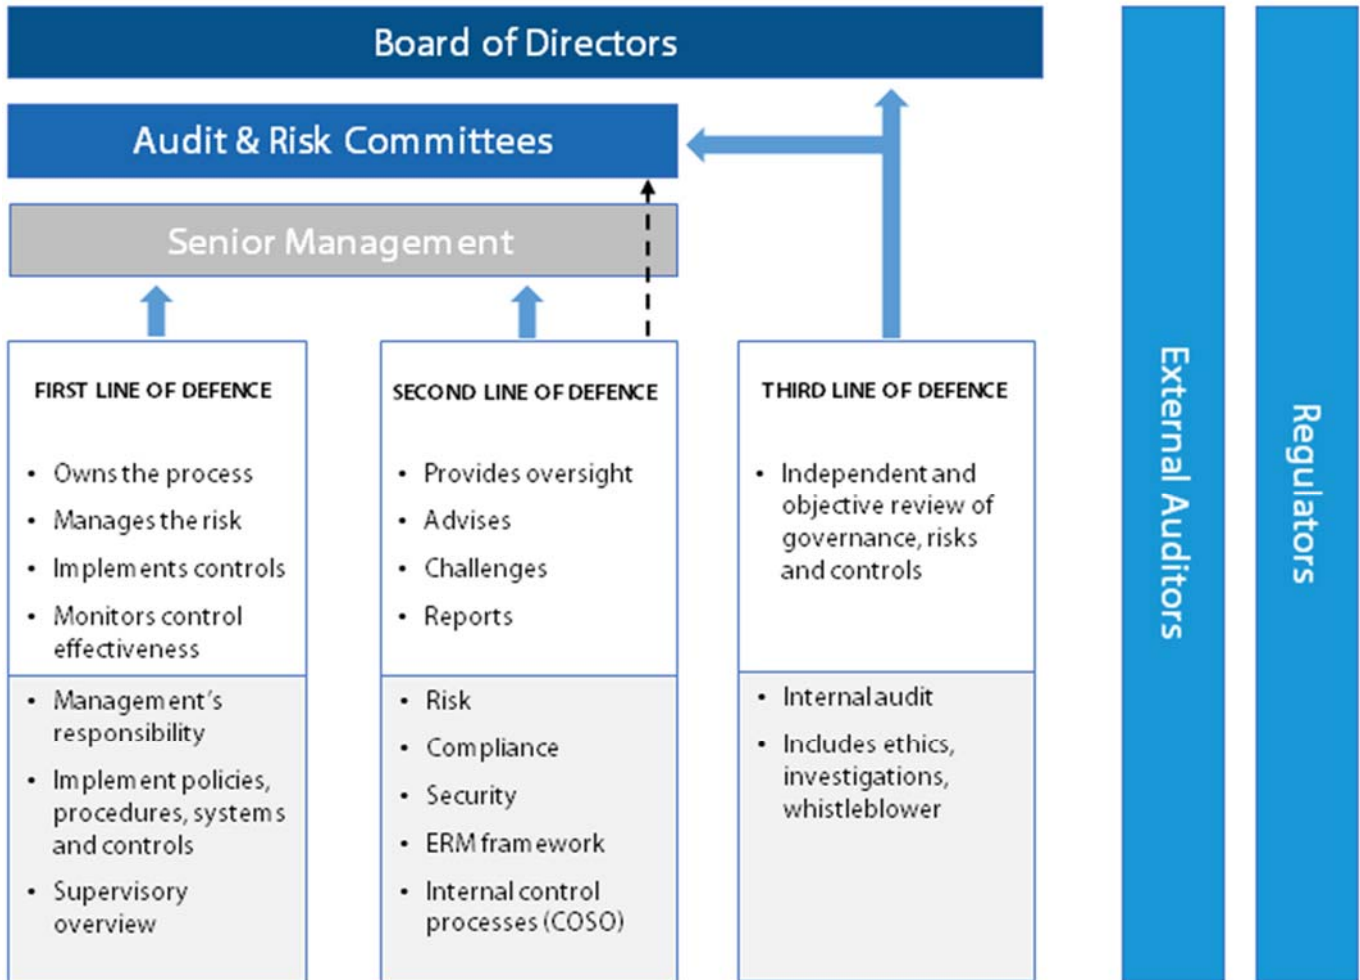 Board of Directors
Audit & Risk Committees
Senior Management
FIRST LINE OF DEFENCE
• Owns the process
• Manages the risk
• Implements controls
• Monitors control
effectiveness
• Management's
responsibility
• Implement policies,
procedures, systems
and controls
• Supervisory
overview
SECOND LINE OF DEFENCE
• Provides oversight
• Advises
• Challenges
• Reports
• Risk
• Compliance
• Security
• ERM framework
• Internal control
processes (COSO)
THIRD LINE OF DEFENCE
• Independent and
objective review of
governance, risks
and controls
• Internal audit
• Includes ethics,
investigations,
whistleblower
External Auditors
Regulators